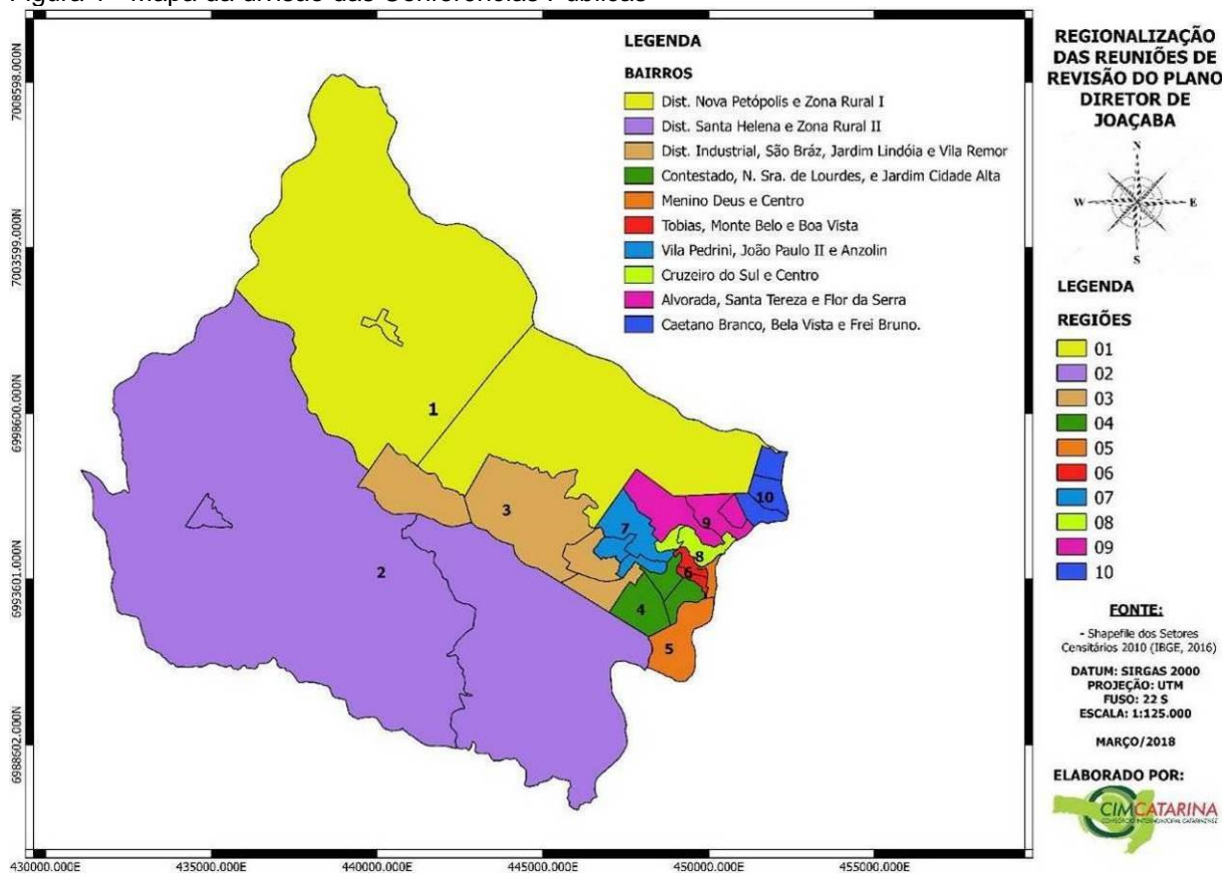 Figura 1 - Mapa da divisão das Conferências Públicas
LEGENDA
BAIRROS
Dist. Nova Petópolis e Zona Rural I
Dist. Santa Helena e Zona Rural II
Dist. Industrial, São Bráz, Jardim Lindóia e Vila Remor
Contestado, N. Sra. de Lourdes, e Jardim Cidade Alta
Menino Deus e Centro
Tobias, Monte Belo e Boa Vista
Vila Pedrini, João Paulo II e Anzolin
Cruzeiro do Sul e Centro
Alvorada, Santa Tereza e Flor da Serra
Caetano Branco, Bela Vista e Frei Bruno.
1
2
3
4
5
6
7
8
9
10
7008598.000N
7003599.000N
6998600.000N
6993601.000N
6988602.000N
430000.000E
435000.000E
440000.000E
445000.000E
450000.000E
455000.000E
REGIONALIZAÇÃO
DAS REUNIÕES DE
REVISÃO DO PLANO
DIRETOR DE
JOAÇABA
N
W
E
S
LEGENDA
REGIÕES
01
02
03
04
05
06
07
08
09
10
FONTE:
- Shapefile dos Setores
Censitários 2010 (IBGE, 2016)
DATUM: SIRGAS 2000
PROJEÇÃO: UTM
FUSO: 22 S
ESCALA: 1:125.000
MARÇO/2018
ELABORADO POR:
CIMCATARINA
CONSÓRCIO INTERMUNICIPAL CATARINENSE